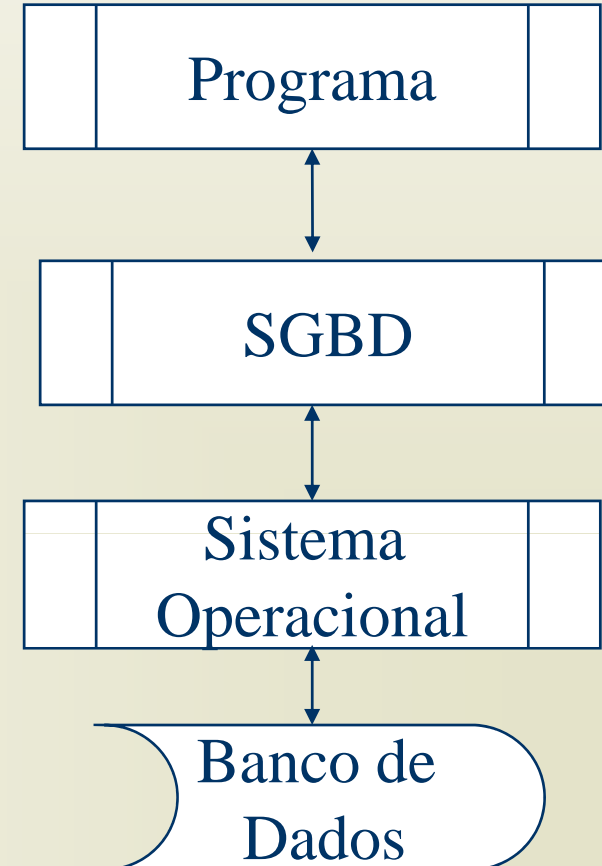 Programa
SGBD
Sistema
Operacional
Banco de
Dados